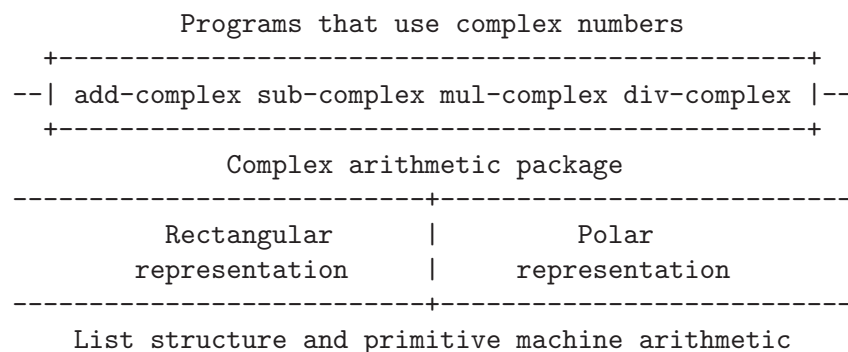 Programs that use complex numbers
+-------------------------------------------------+
--| add-complex sub-complex mul-complex div-complex |--
+-------------------------------------------------+
Complex arithmetic package
---------------------------+---------------------------
Rectangular | Polar
representation | representation
---------------------------+---------------------------
List structure and primitive machine arithmetic